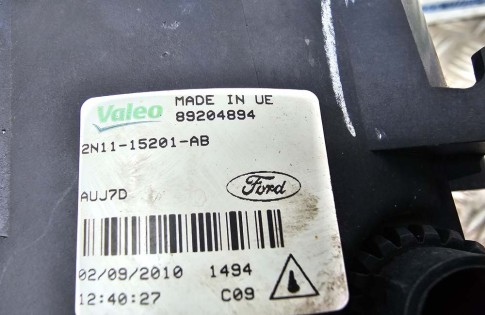 Valeo MADE IN UE
89204894
2N11-15201-AB
AUJ7D
Ford
02/09/2010 1494
12:40:27 C09